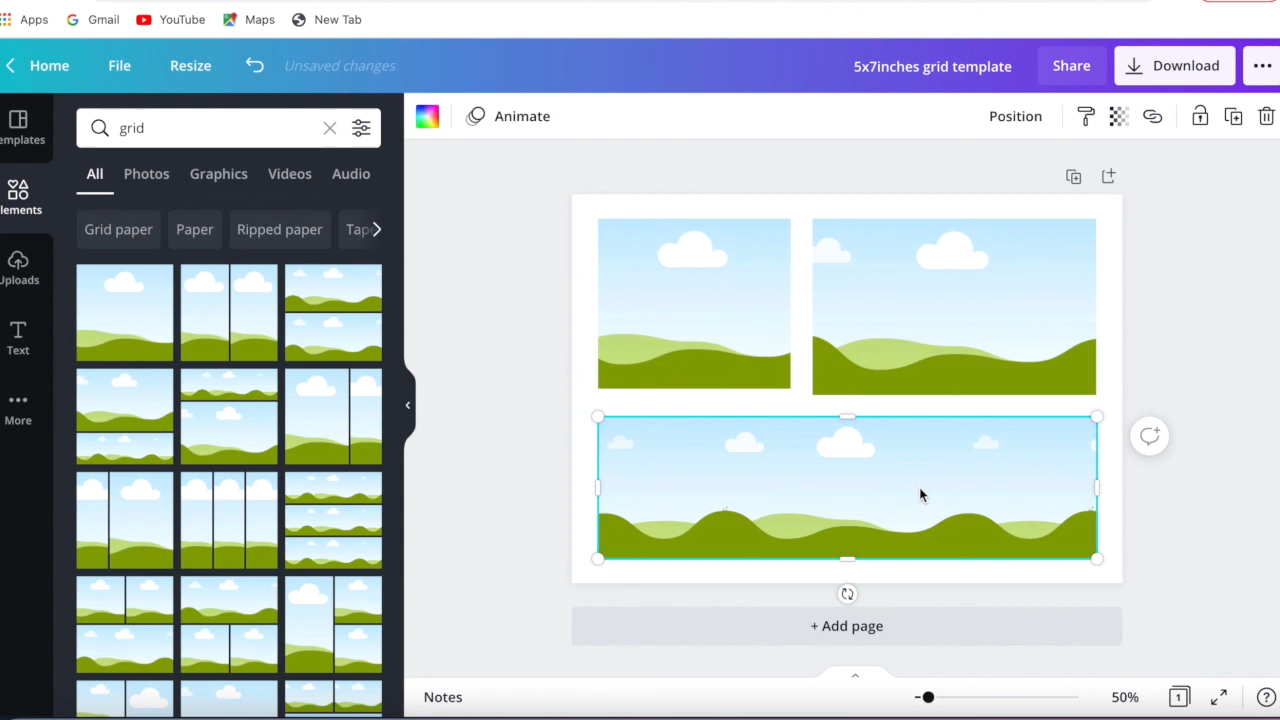 Apps Gmail YouTube Maps New Tab
Home File Resize Unsaved changes 5x7inches grid template Share Download
emplates
lements
Uploads
Text
More
grid
All Photos Graphics Videos Audio
Grid paper Paper Ripped paper Tape
Animate Position
+ Add page
Notes 50% 1 ?